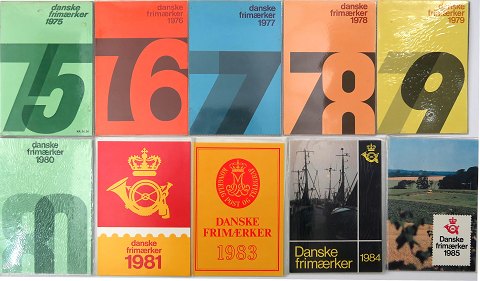 danske
frimærker
1975
75
danske
frimærker
1976
76
danske
frimærker
1977
77
danske
frimærker
1978
78
danske
frimærker
1979
79
danske
frimærker
1980
danske
frimærker
1981
DANSKE
FRIMÆRKER
1983
Danske
frimærker 1984
Danske
frimærker
1985